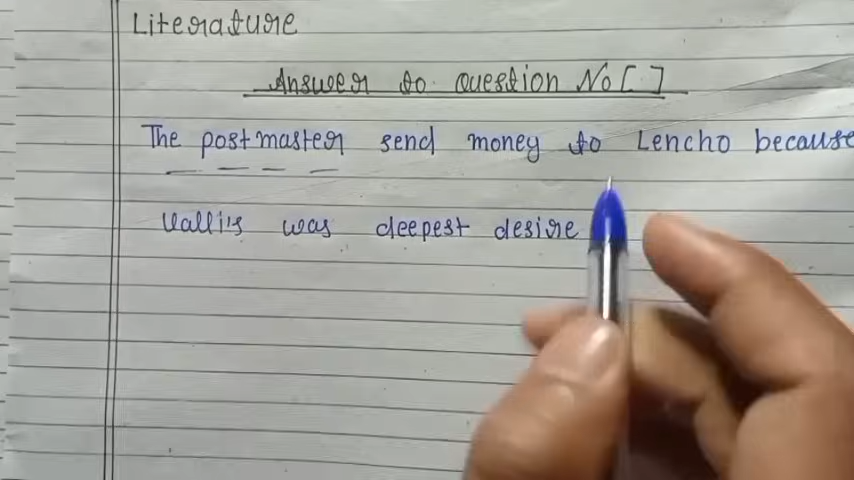 Literature
Answer to Question No [ ]
The postmaster send money to Lencho because
Valli's was deepest desire